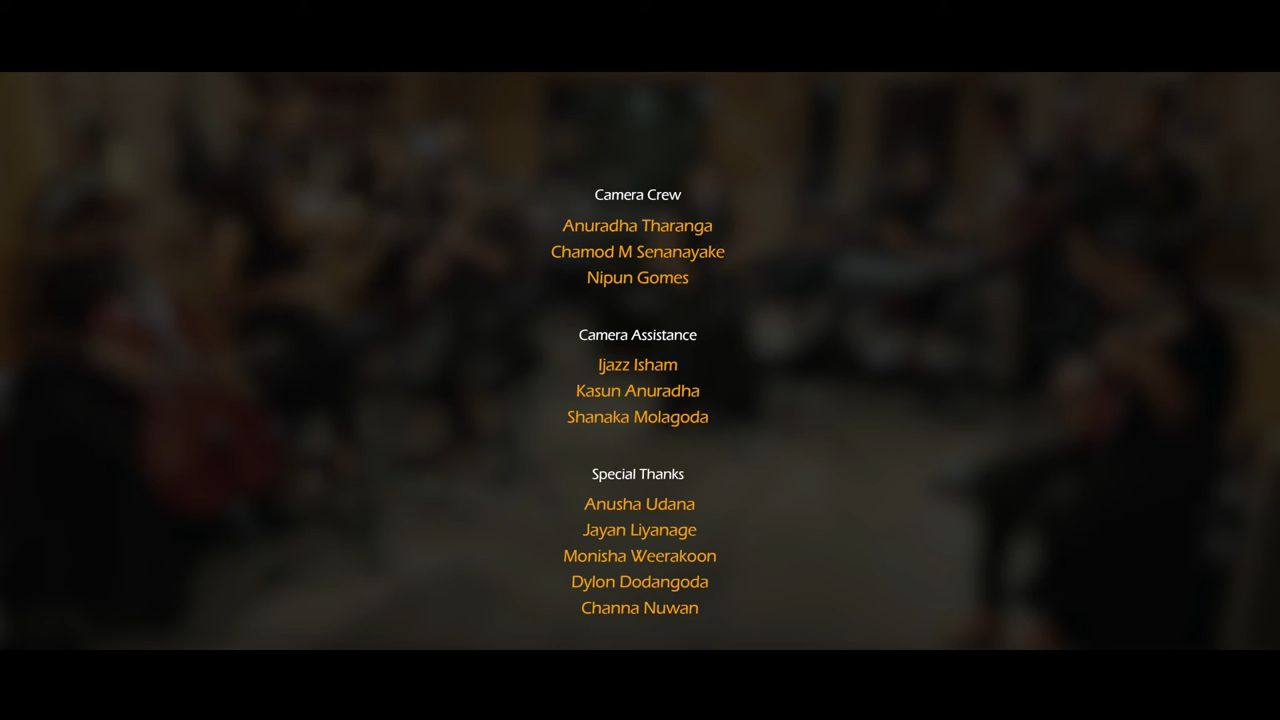 Camera Crew
Anuradha Tharanga
Chamod M Senanayake
Nipun Gomes
Camera Assistance
Ijazz Isham
Kasun Anuradha
Shanaka Molagoda
Special Thanks
Anusha Udana
Jayan Liyanage
Monisha Weerakoon
Dylon Dodangoda
Channa Nuwan